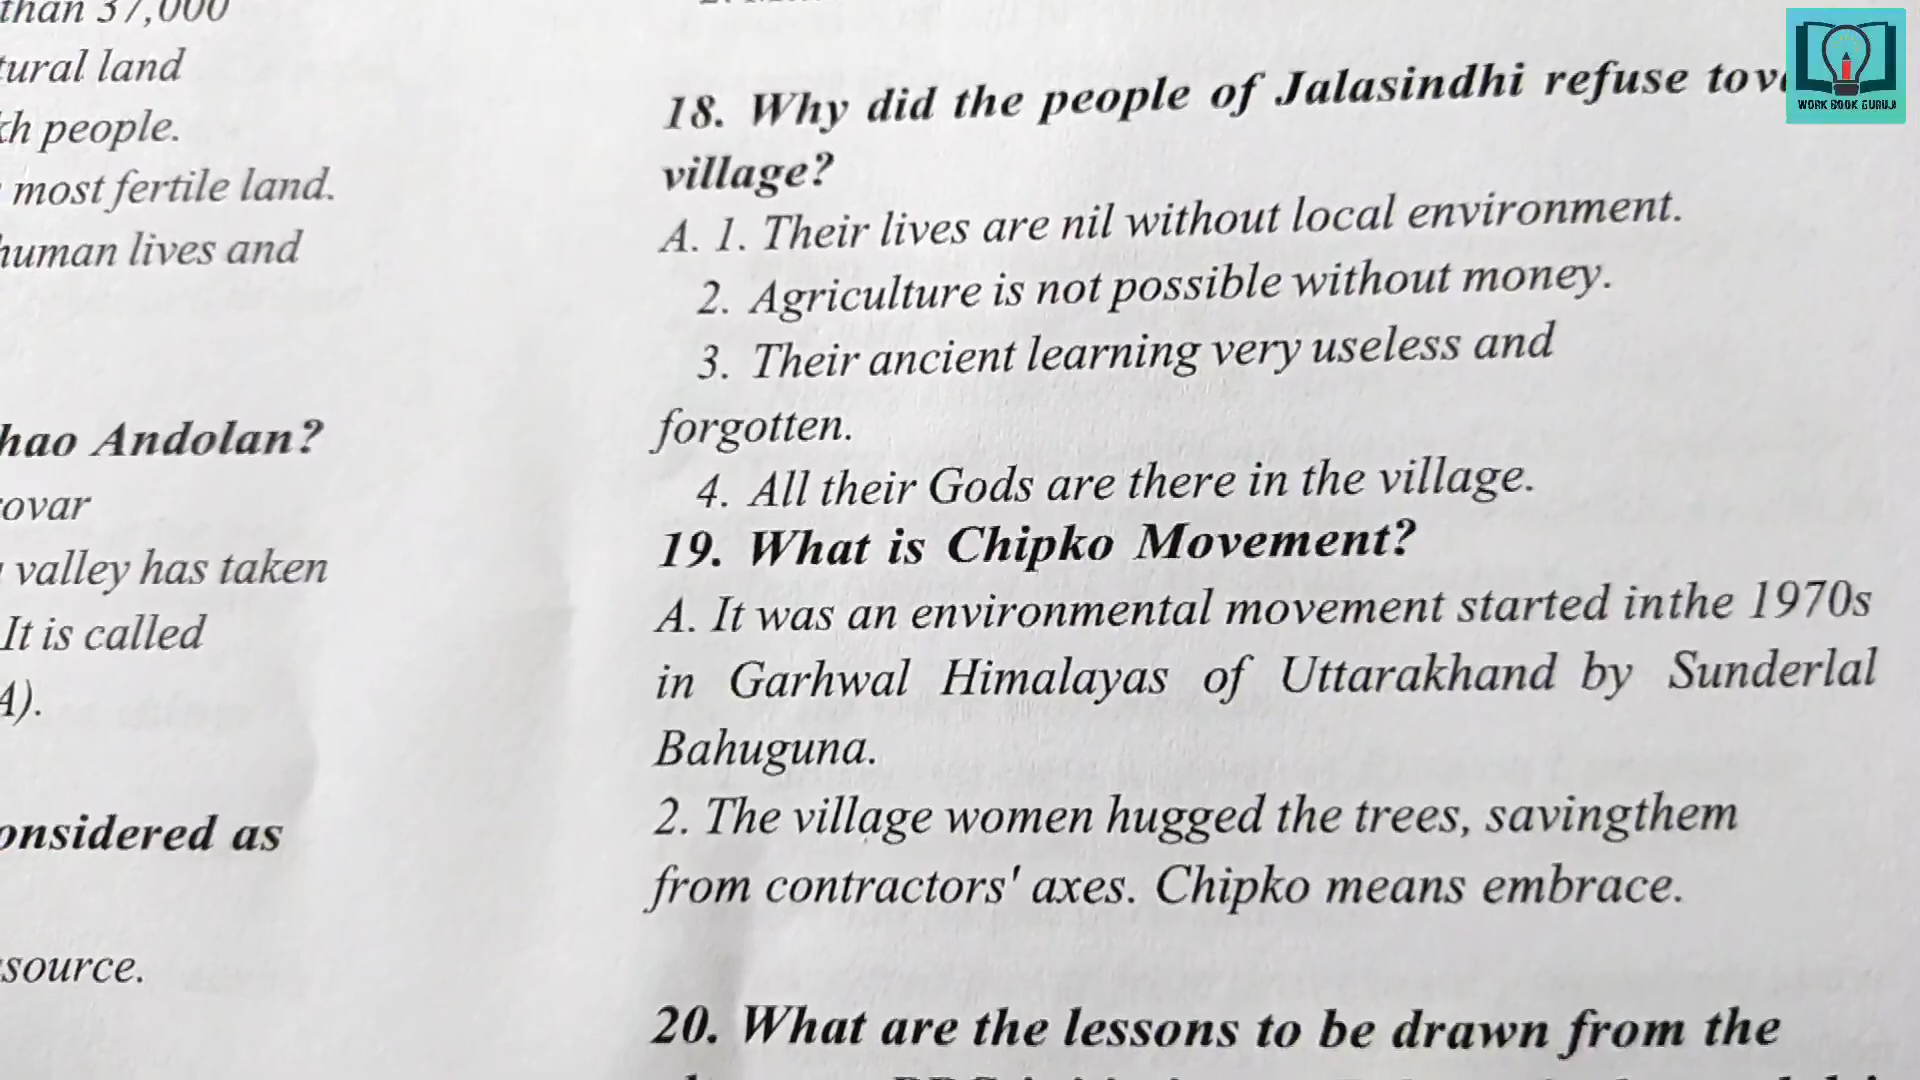 than 37,000
tural land
kh people.
most fertile land.
human lives and
hao Andolan?
ovar
valley has taken
It is called
A).
onsidered as
source.
18. Why did the people of Jalasindhi refuse tov
village?
A. 1. Their lives are nil without local environment.
2. Agriculture is not possible without money.
3. Their ancient learning very useless and
forgotten.
4. All their Gods are there in the village.
19. What is Chipko Movement?
A. It was an environmental movement started inthe 1970s
in Garhwal Himalayas of Uttarakhand by Sunderlal
Bahuguna.
2. The village women hugged the trees, savingthem
from contractors' axes. Chipko means embrace.
20. What are the lessons to be drawn from the
WORK BOOK GURUJI